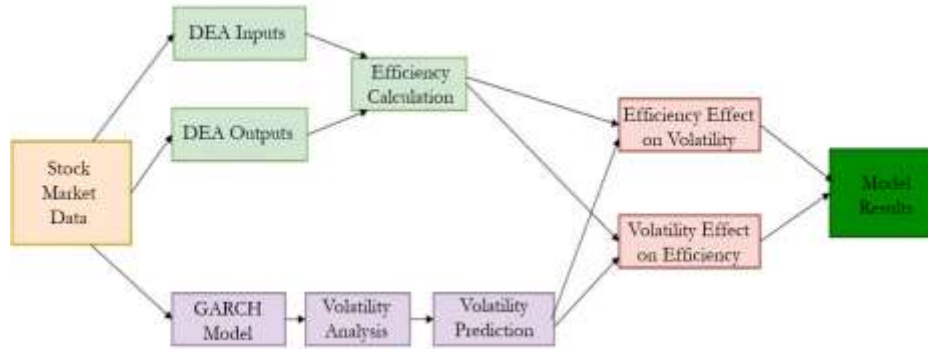 DEA Inputs
Efficiency
Calculation
DEA Outputs
Efficiency Effect
on Volatility
Stock
Market
Data
Model
Results
Volatility Effect
on Efficiency
GARCH
Model
Volatility
Analysis
Volatility
Prediction